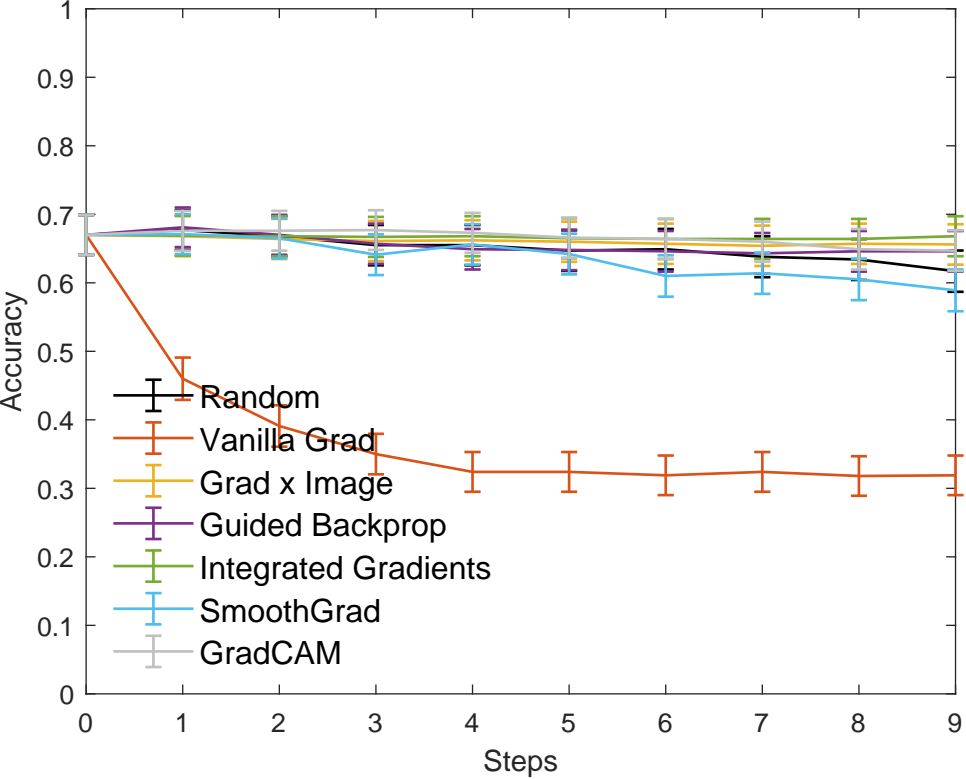 1
0.9
0.8
0.7
0.6
0.5
0.4
0.3
0.2
0.1
0
Accuracy
Random
Vanilla Grad
Grad x Image
Guided Backprop
Integrated Gradients
SmoothGrad
GradCAM
0 1 2 3 4 5 6 7 8 9
Steps